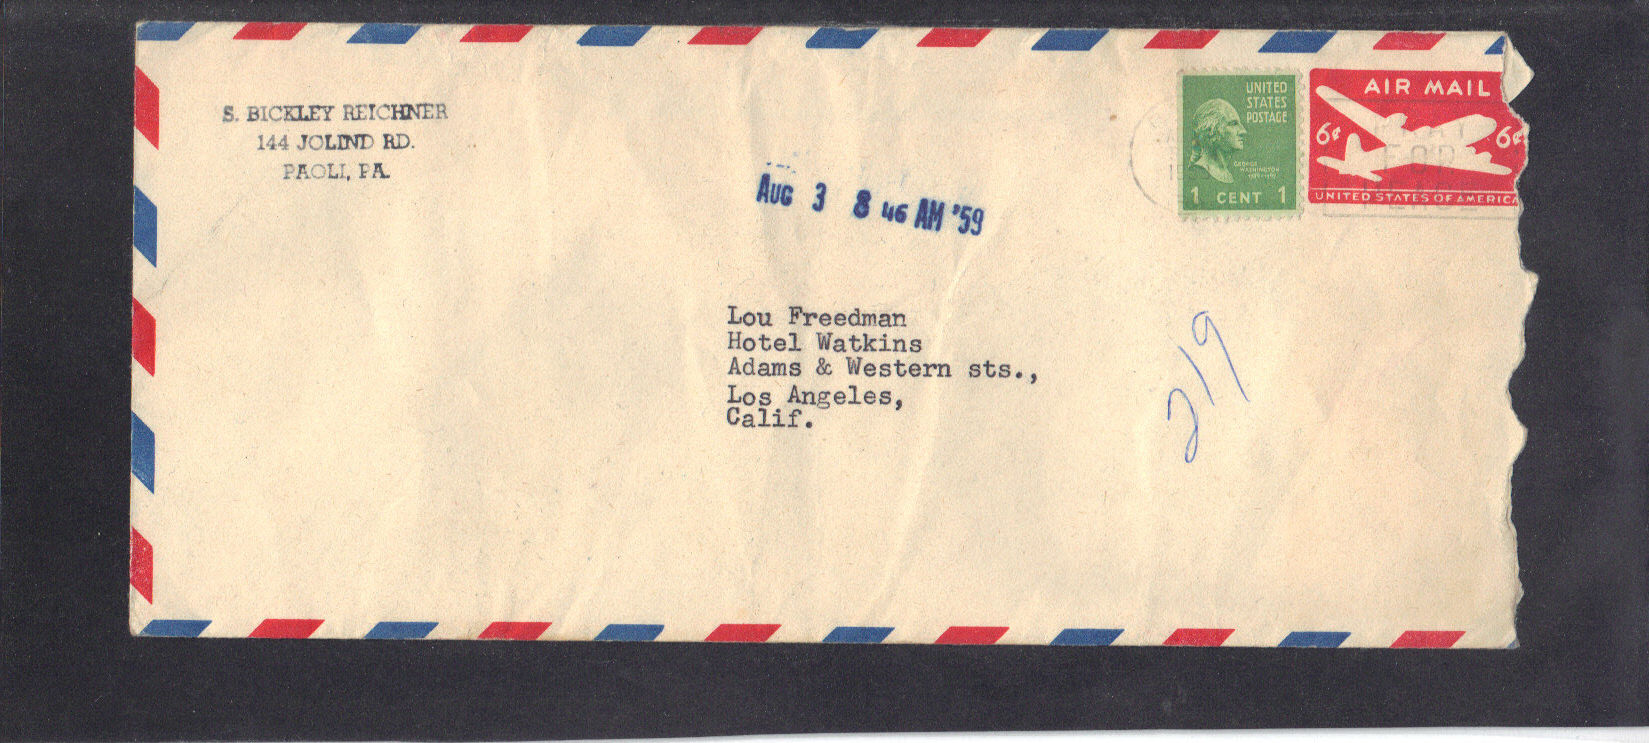 S. BICKLEY REICHNER
144 JOLIND RD.
PAOLI, PA.
AUG 3 8 46 AM '59
UNITED
STATES
POSTAGE
GEORGE
WASHINGTON
1 CENT 1
AIR MAIL
6¢ 6¢
UNITED STATES OF AMERICA
Lou Freedman
Hotel Watkins
Adams & Western sts.,
Los Angeles,
Calif.
219